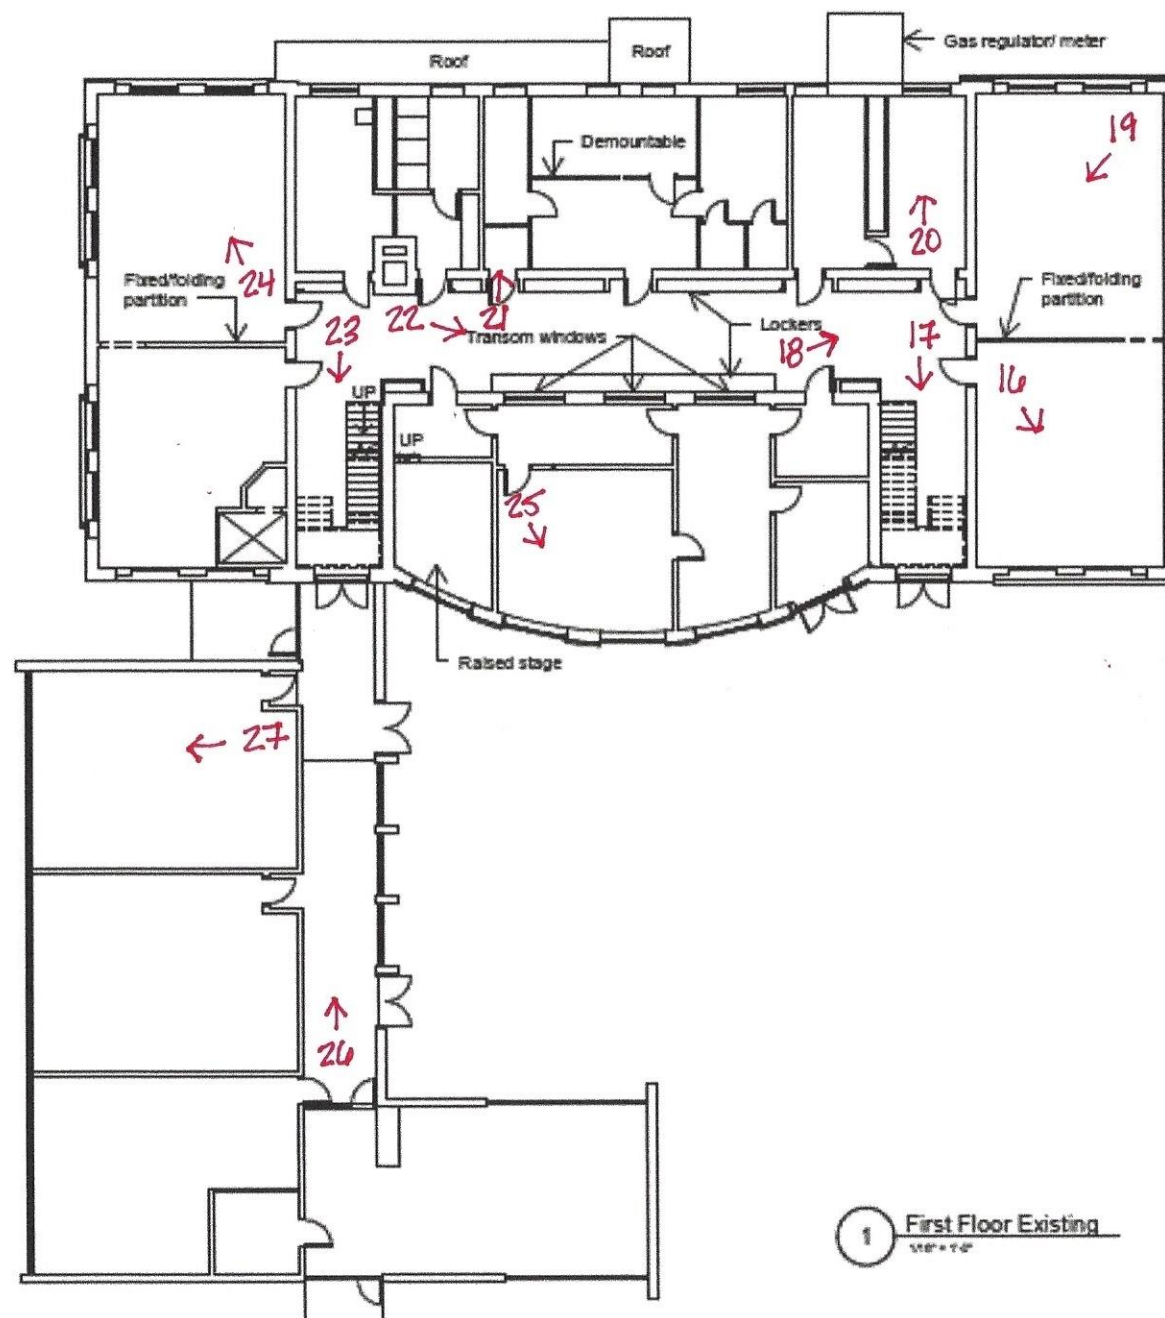 Roof
Roof
Gas regulator/ meter
19
Demountable
20
24
Fixed/folding
partition
Fixed/folding
partition
23
22
21
Lockers
17
Transom windows
18
16
UP
UP
25
Raised stage
27
26
1
First Floor Existing